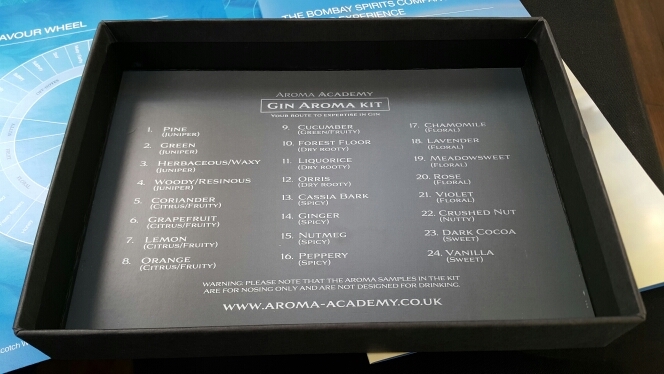 AVOUR WHEEL
THE BOMBAY SPIRITS COMPAN
EXPERIENCE
AROMA ACADEMY
GIN AROMA KIT
YOUR ROUTE TO EXPERTISE IN GIN
1. PINE
(JUNIPER)
2. GREEN
(JUNIPER)
3. HERBACEOUS/WAXY
(JUNIPER)
4. WOODY/RESINOUS
(JUNIPER)
5. CORIANDER
(CITRUS/FRUITY)
6. GRAPEFRUIT
(CITRUS/FRUITY)
7. LEMON
(CITRUS/FRUITY)
8. ORANGE
(CITRUS/FRUITY)
9. CUCUMBER
(GREEN/FRUITY)
10. FOREST FLOOR
(DRY ROOTY)
11. LIQUORICE
(DRY ROOTY)
12. ORRIS
(DRY ROOTY)
13. CASSIA BARK
(SPICY)
14. GINGER
(SPICY)
15. NUTMEG
(SPICY)
16. PEPPERY
(SPICY)
17. CHAMOMILE
(FLORAL)
18. LAVENDER
(FLORAL)
19. MEADOWSWEET
(FLORAL)
20. ROSE
(FLORAL)
21. VIOLET
(FLORAL)
22. CRUSHED NUT
(NUTTY)
23. DARK COCOA
(SWEET)
24. VANILLA
(SWEET)
WARNING: PLEASE NOTE THAT THE AROMA SAMPLES IN THE KIT
ARE FOR NOSING ONLY AND ARE NOT DESIGNED FOR DRINKING.
WWW.AROMA-ACADEMY.CO.UK
Scotch W